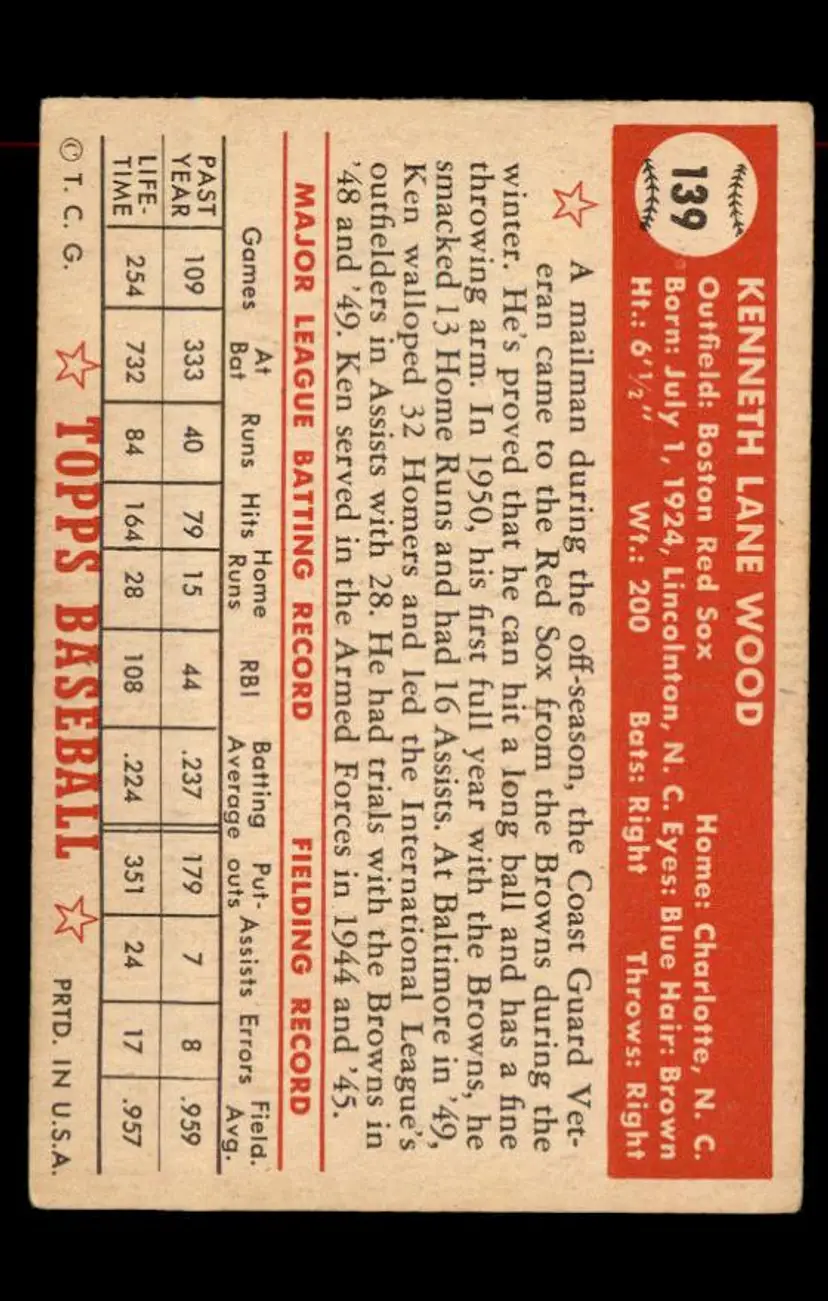 139
KENNETH LANE WOOD
Outfield: Boston Red Sox Home: Charlotte, N. C.
Born: July 1, 1924, Lincolnton, N. C. Eyes: Blue Hair: Brown
Ht.: 6'½" Wt.: 200 Bats: Right Throws: Right
A mailman during the off-season, the Coast Guard Vet-
eran came to the Red Sox from the Browns during the
winter. He's proved that he can hit a long ball and has a fine
throwing arm. In 1950, his first full year with the Browns, he
smacked 13 Home Runs and had 16 Assists. At Baltimore in '49,
Ken walloped 32 Homers and led the International League's
outfielders in Assists with 28. He had trials with the Browns in
'48 and '49. Ken served in the Armed Forces in 1944 and '45.
MAJOR LEAGUE BATTING RECORD FIELDING RECORD
Games At Bat Runs Hits Home Runs RBI Batting Average Put-outs Assists Errors Field. Avg.
PAST YEAR 109 333 40 79 15 44 .237 179 7 8 .959
LIFE-TIME 254 732 84 164 28 108 .224 351 24 17 .957
© T. C. G. TOPPS BASEBALL PRTD. IN U.S.A.